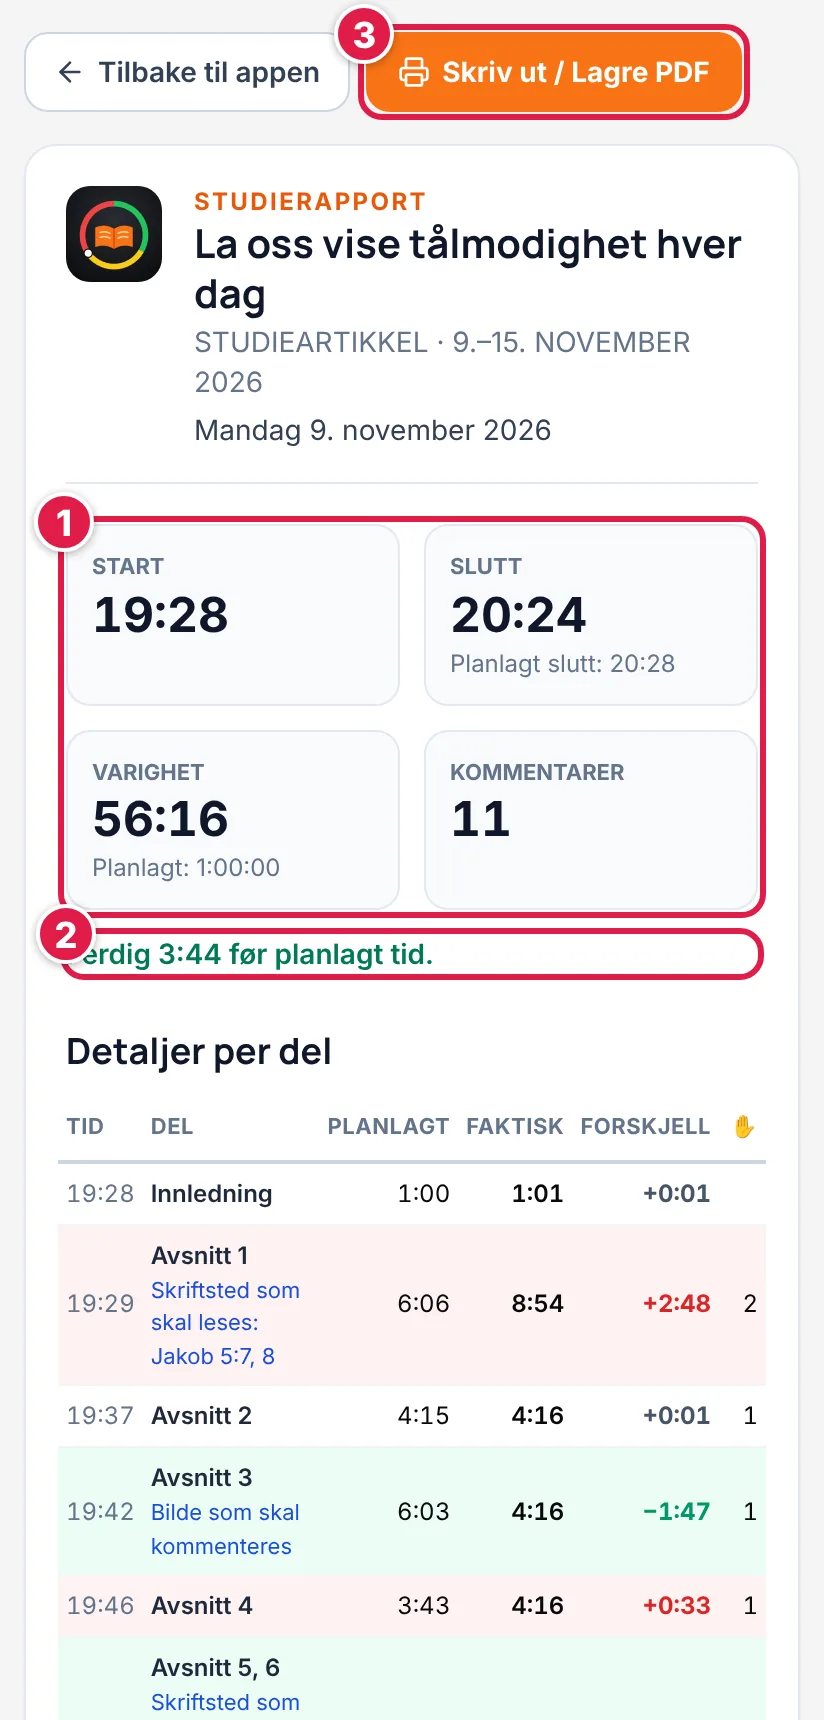 Tilbake til appen
3
Skriv ut / Lagre PDF
STUDIERAPPORT
La oss vise tålmodighet hver
dag
STUDIEARTIKKEL · 9.–15. NOVEMBER
2026
Mandag 9. november 2026
1
START
19:28
SLUTT
20:24
Planlagt slutt: 20:28
VARIGHET
56:16
Planlagt: 1:00:00
KOMMENTARER
11
2
erdig 3:44 før planlagt tid.
Detaljer per del
TID DEL PLANLAGT FAKTISK FORSKJELL ✋
19:28 Innledning 1:00 1:01 +0:01
Avsnitt 1
Skriftsted som
skal leses:
Jakob 5:7, 8
19:29 6:06 8:54 +2:48 2
19:37 Avsnitt 2 4:15 4:16 +0:01 1
Avsnitt 3
Bilde som skal
kommenteres
19:42 6:03 4:16 −1:47 1
19:46 Avsnitt 4 3:43 4:16 +0:33 1
Avsnitt 5, 6
Skriftsted som